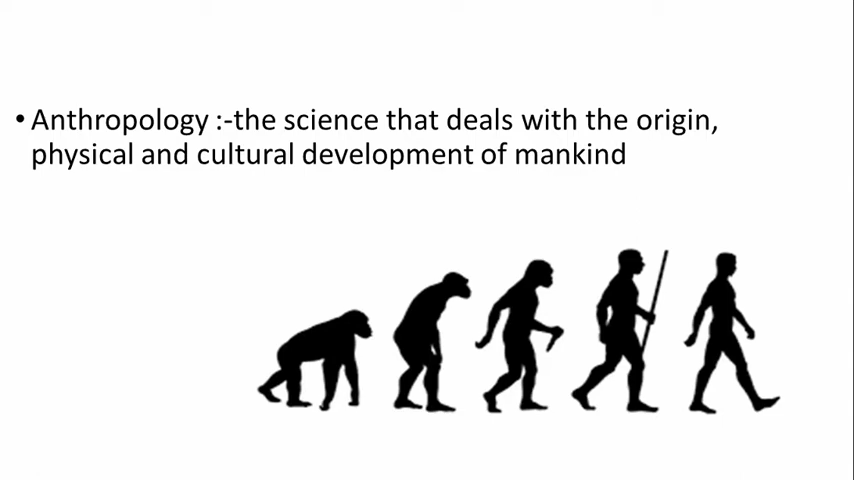 • Anthropology :-the science that deals with the origin,
physical and cultural development of mankind